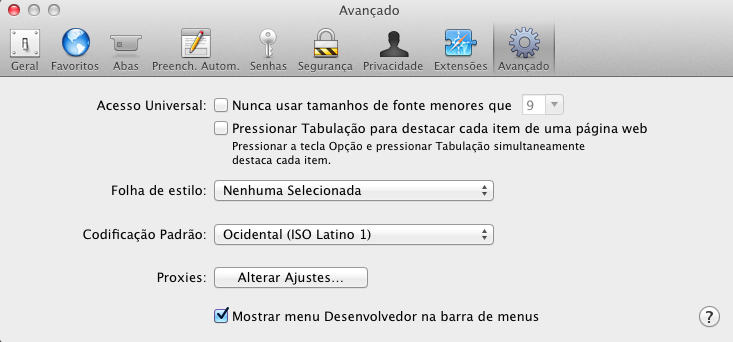 Avançado
Geral Favoritos Abas Preench. Autom. Senhas Segurança Privacidade Extensões Avançado
Acesso Universal: Nunca usar tamanhos de fonte menores que 9
Pressionar Tabulação para destacar cada item de uma página web
Pressionar a tecla Opção e pressionar Tabulação simultaneamente
destaca cada item.
Folha de estilo: Nenhuma Selecionada
Codificação Padrão: Ocidental (ISO Latino 1)
Proxies: Alterar Ajustes...
Mostrar menu Desenvolvedor na barra de menus ?